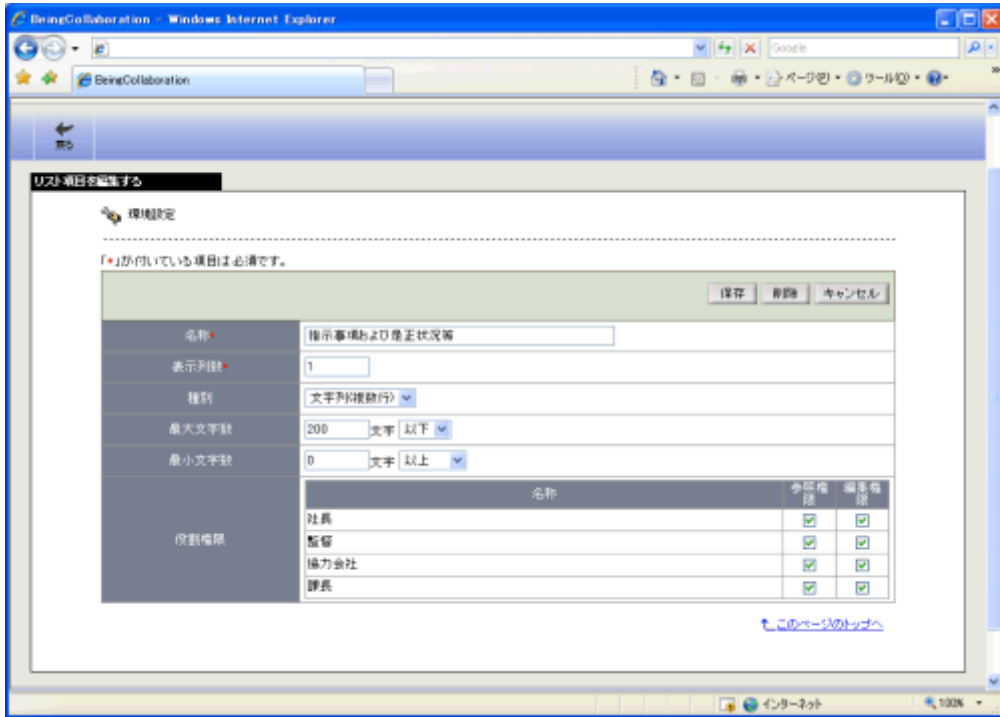 BeingCollaboration - Windows Internet Explorer
Google
BeingCollaboration
ページ(P) ツール(O)
戻る
リスト項目を編集する
環境設定
「*」が付いている項目は必須です。
保存 削除 キャンセル
名称* 指示事項および是正状況等
表示列数* 1
種別 文字列(複数行)
最大文字数 200 文字 以下
最小文字数 0 文字 以上
役割権限
名称 参照権限 編集権限
社長
監督
協力会社
課長
このページのトップへ
インターネット 100%